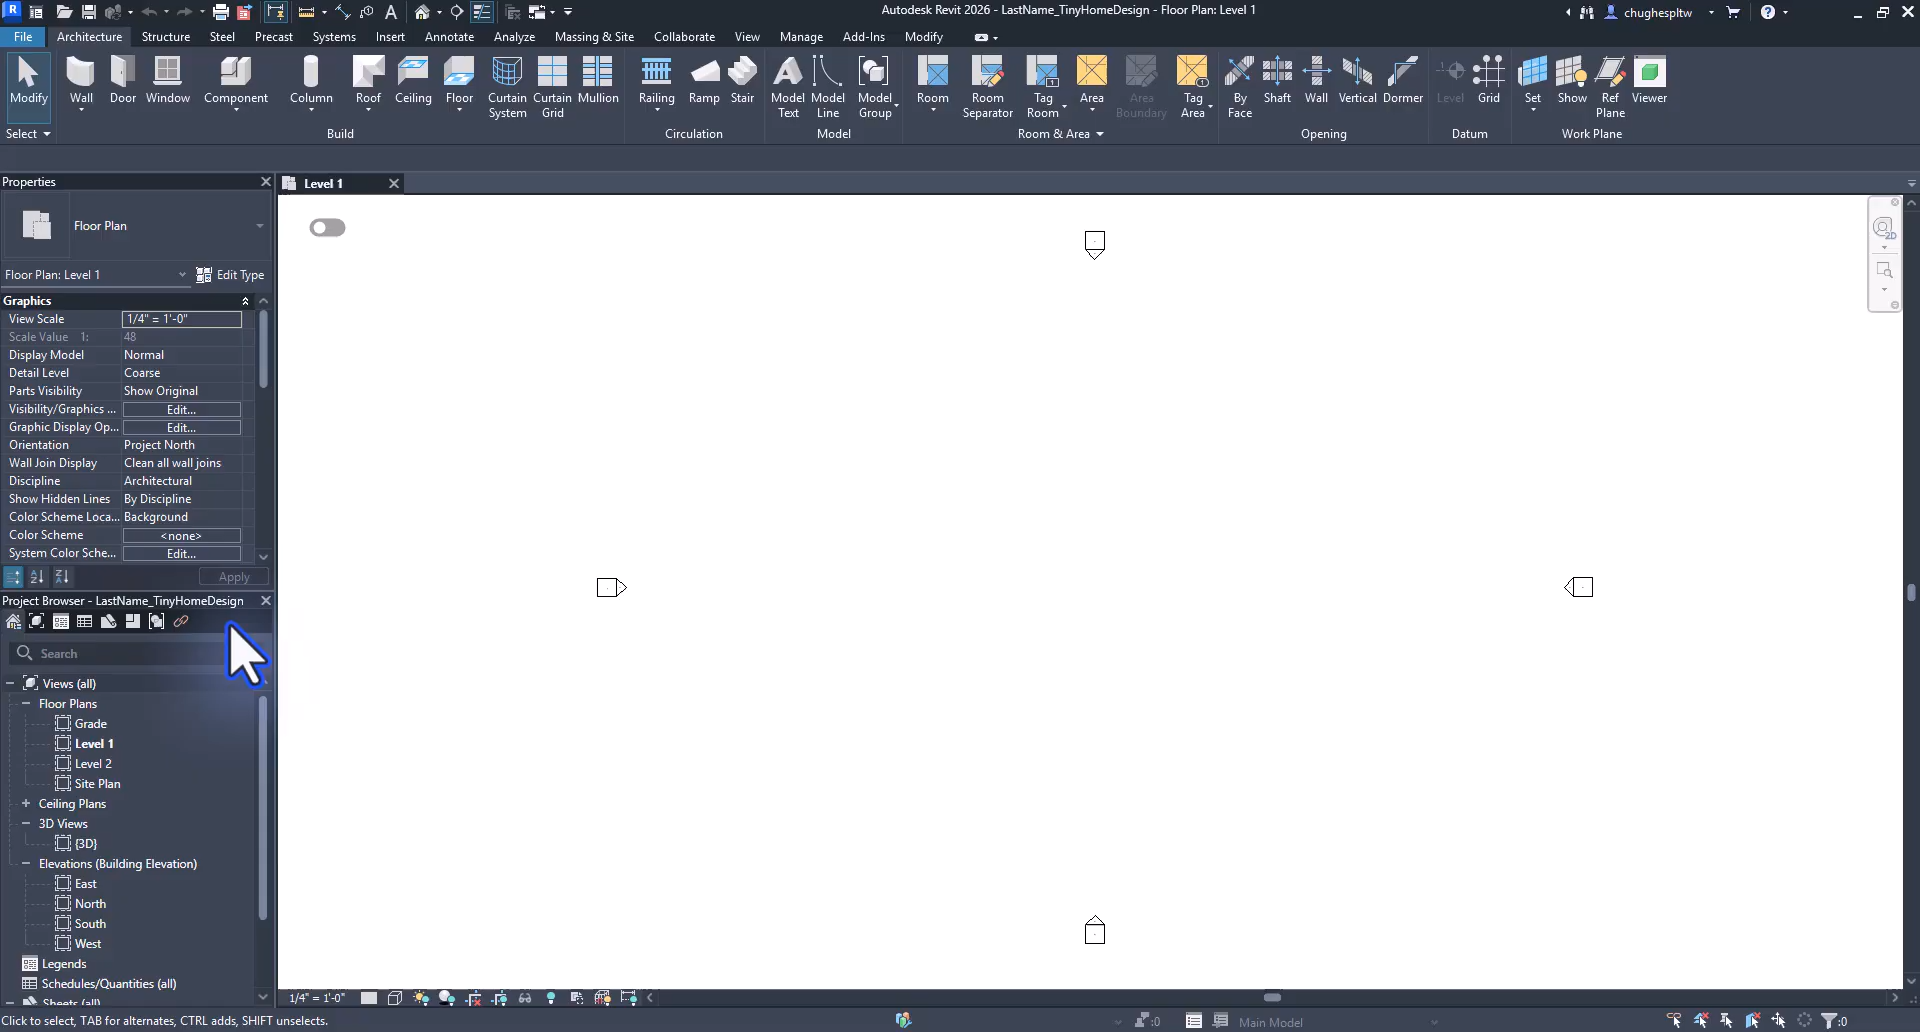 Autodesk Revit 2026 - LastName_TinyHomeDesign - Floor Plan: Level 1
chughespltw
File Architecture Structure Steel Precast Systems Insert Annotate Analyze Massing & Site Collaborate View Manage Add-Ins Modify
Modify Wall Door Window Component Column Roof Ceiling Floor Curtain System Curtain Grid Mullion Railing Ramp Stair Model Text Model Line Model Group Room Room Separator Tag Room Area Area Boundary Tag Area By Face Shaft Wall Vertical Dormer Level Grid Set Show Ref Plane Viewer
Select Build Circulation Model Room & Area Opening Datum Work Plane
Properties
Level 1
Floor Plan
2D
Floor Plan: Level 1 Edit Type
Graphics
View Scale 1/4" = 1'-0"
Scale Value 1: 48
Display Model Normal
Detail Level Coarse
Parts Visibility Show Original
Visibility/Graphics ... Edit...
Graphic Display Op... Edit...
Orientation Project North
Wall Join Display Clean all wall joins
Discipline Architectural
Show Hidden Lines By Discipline
Color Scheme Loca... Background
Color Scheme <none>
System Color Sche... Edit...
Apply
Project Browser - LastName_TinyHomeDesign
Search
Views (all)
Floor Plans
Grade
Level 1
Level 2
Site Plan
Ceiling Plans
3D Views
{3D}
Elevations (Building Elevation)
East
North
South
West
Legends
Schedules/Quantities (all)
Sheets (all)
1/4" = 1'-0"
Click to select, TAB for alternates, CTRL adds, SHIFT unselects.
:0
Main Model
:0